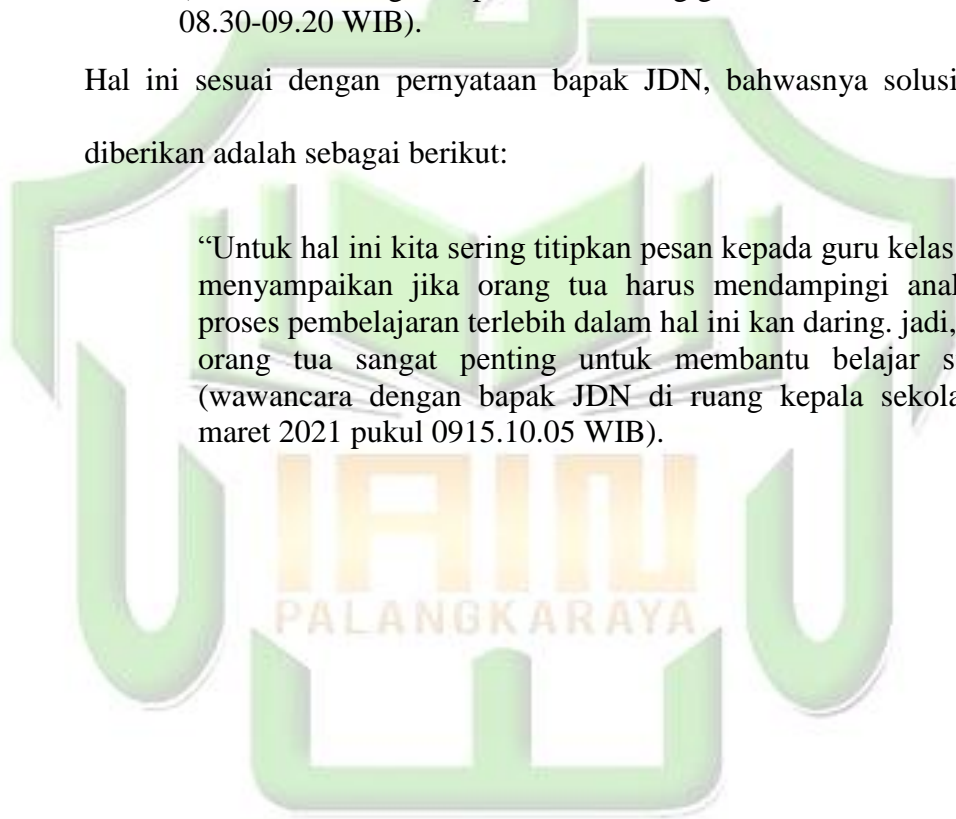 08.30-09.20 WIB).
Hal ini sesuai dengan pernyataan bapak JDN, bahwasnya solusi
diberikan adalah sebagai berikut:
“Untuk hal ini kita sering titipkan pesan kepada guru kelas
menyampaikan jika orang tua harus mendampingi
proses pembelajaran terlebih dalam hal ini kan daring. jadi,
orang tua sangat penting untuk membantu belajar
(wawancara dengan bapak JDN di ruang kepala
maret 2021 pukul 0915.10.05 WIB).
IAIN
PALANGKARAYA